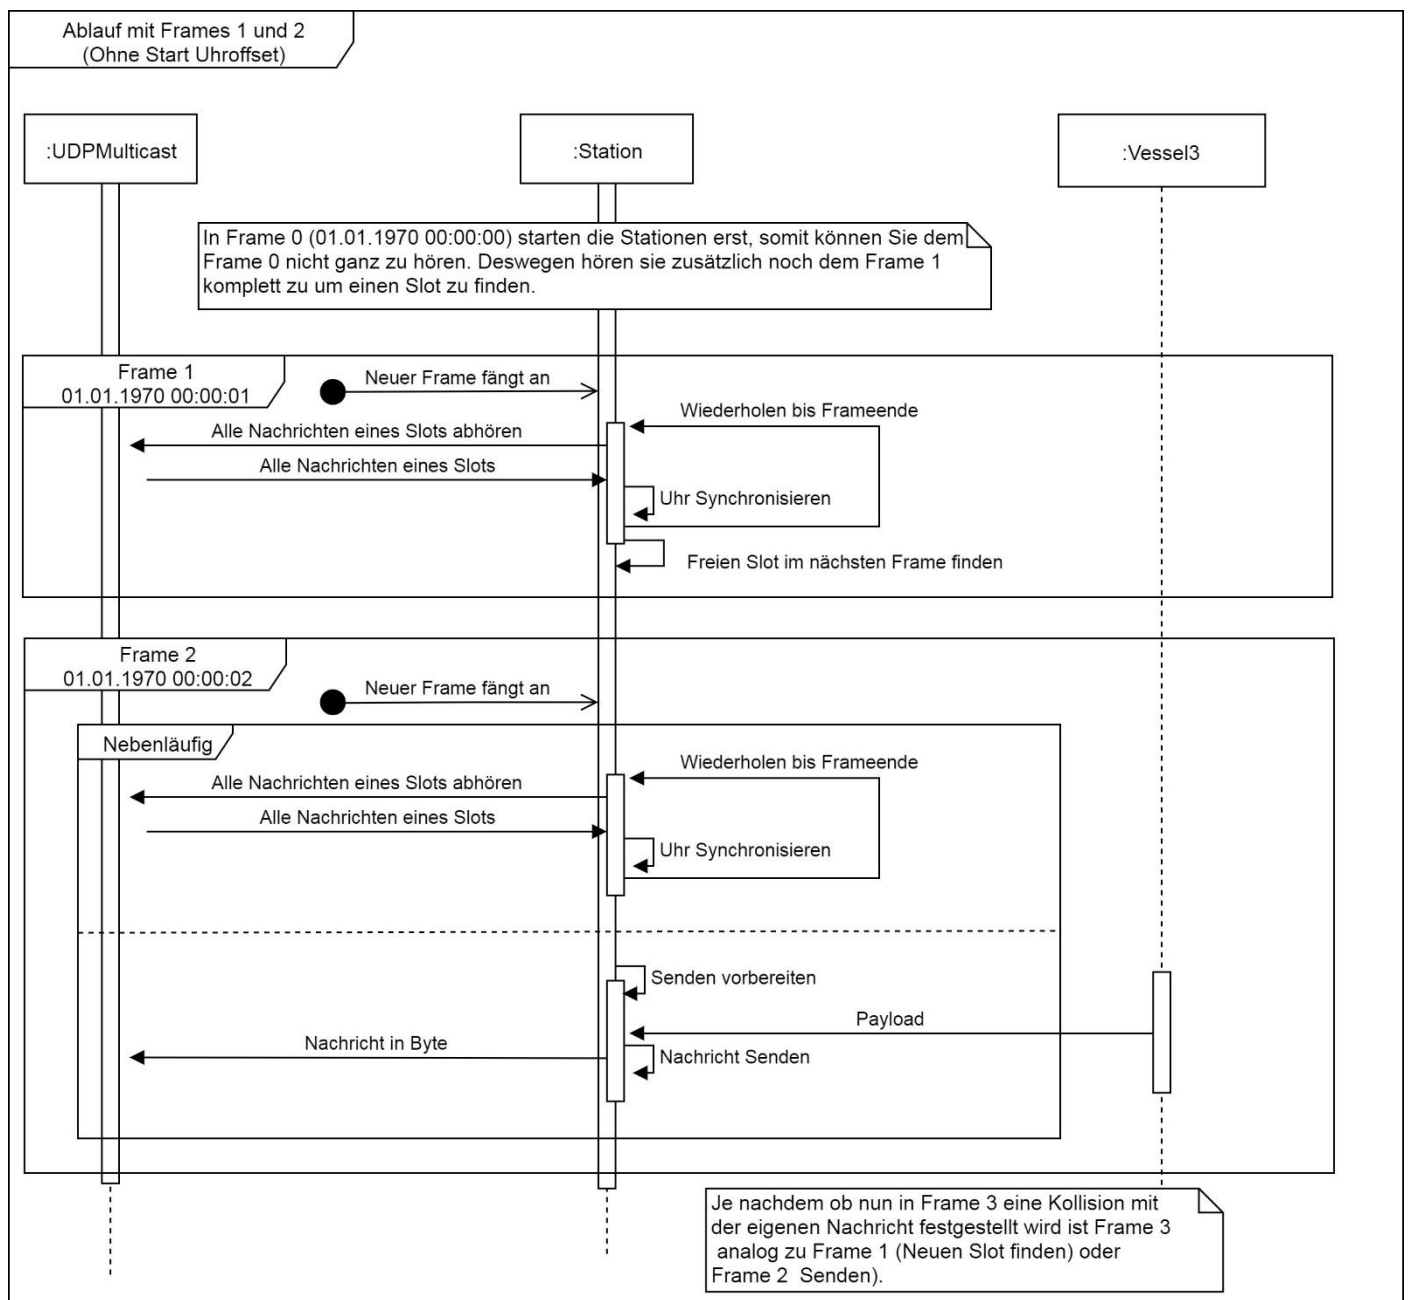 Ablauf mit Frames 1 und 2
(Ohne Start Uhroffset)
:UDPMulticast
:Station
:Vessel3
In Frame 0 (01.01.1970 00:00:00) starten die Stationen erst, somit können Sie dem
Frame 0 nicht ganz zu hören. Deswegen hören sie zusätzlich noch dem Frame 1
komplett zu um einen Slot zu finden.
Frame 1
01.01.1970 00:00:01
Neuer Frame fängt an
Wiederholen bis Frameende
Alle Nachrichten eines Slots abhören
Alle Nachrichten eines Slots
Uhr Synchronisieren
Freien Slot im nächsten Frame finden
Frame 2
01.01.1970 00:00:02
Neuer Frame fängt an
Nebenläufig
Wiederholen bis Frameende
Alle Nachrichten eines Slots abhören
Alle Nachrichten eines Slots
Uhr Synchronisieren
Senden vorbereiten
Payload
Nachricht in Byte
Nachricht Senden
Je nachdem ob nun in Frame 3 eine Kollision mit
der eigenen Nachricht festgestellt wird ist Frame 3
analog zu Frame 1 (Neuen Slot finden) oder
Frame 2  Senden).